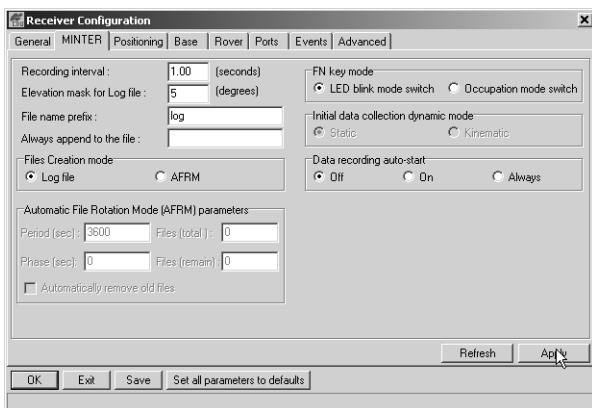 Receiver Configuration
General MINTER Positioning Base Rover Ports Events Advanced
Recording interval : 1.00 (seconds)
Elevation mask for Log file : 5 (degrees)
File name prefix : log
Always append to the file :
Files Creation mode
Log file AFRM
Automatic File Rotation Mode (AFRM) parameters
Period (sec) : 3600 Files (total ) : 0
Phase (sec): 0 Files (remain) : 0
Automatically remove old files
FN key mode
LED blink mode switch Occupation mode switch
Initial data collection dynamic mode
Static Kinematic
Data recording auto-start
Off On Always
Refresh Apply
OK Exit Save Set all parameters to defaults